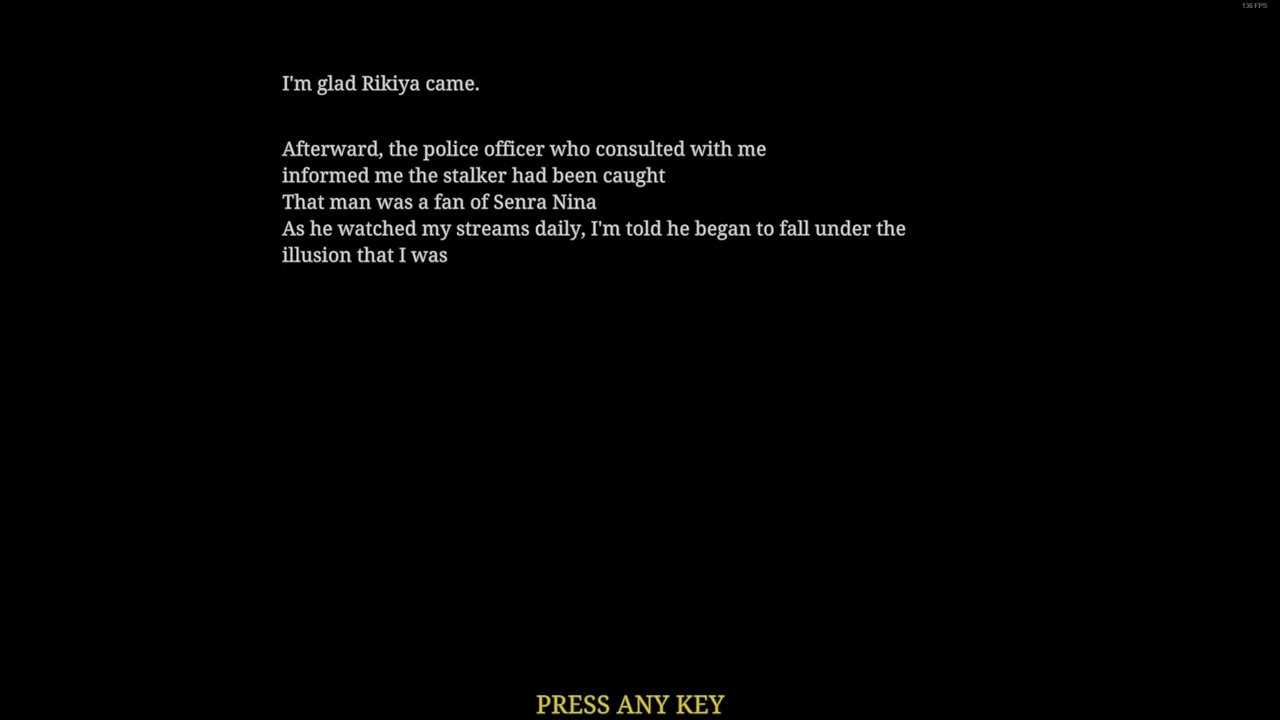 136 FPS
I'm glad Rikiya came.
Afterward, the police officer who consulted with me
informed me the stalker had been caught
That man was a fan of Senra Nina
As he watched my streams daily, I'm told he began to fall under the
illusion that I was
PRESS ANY KEY